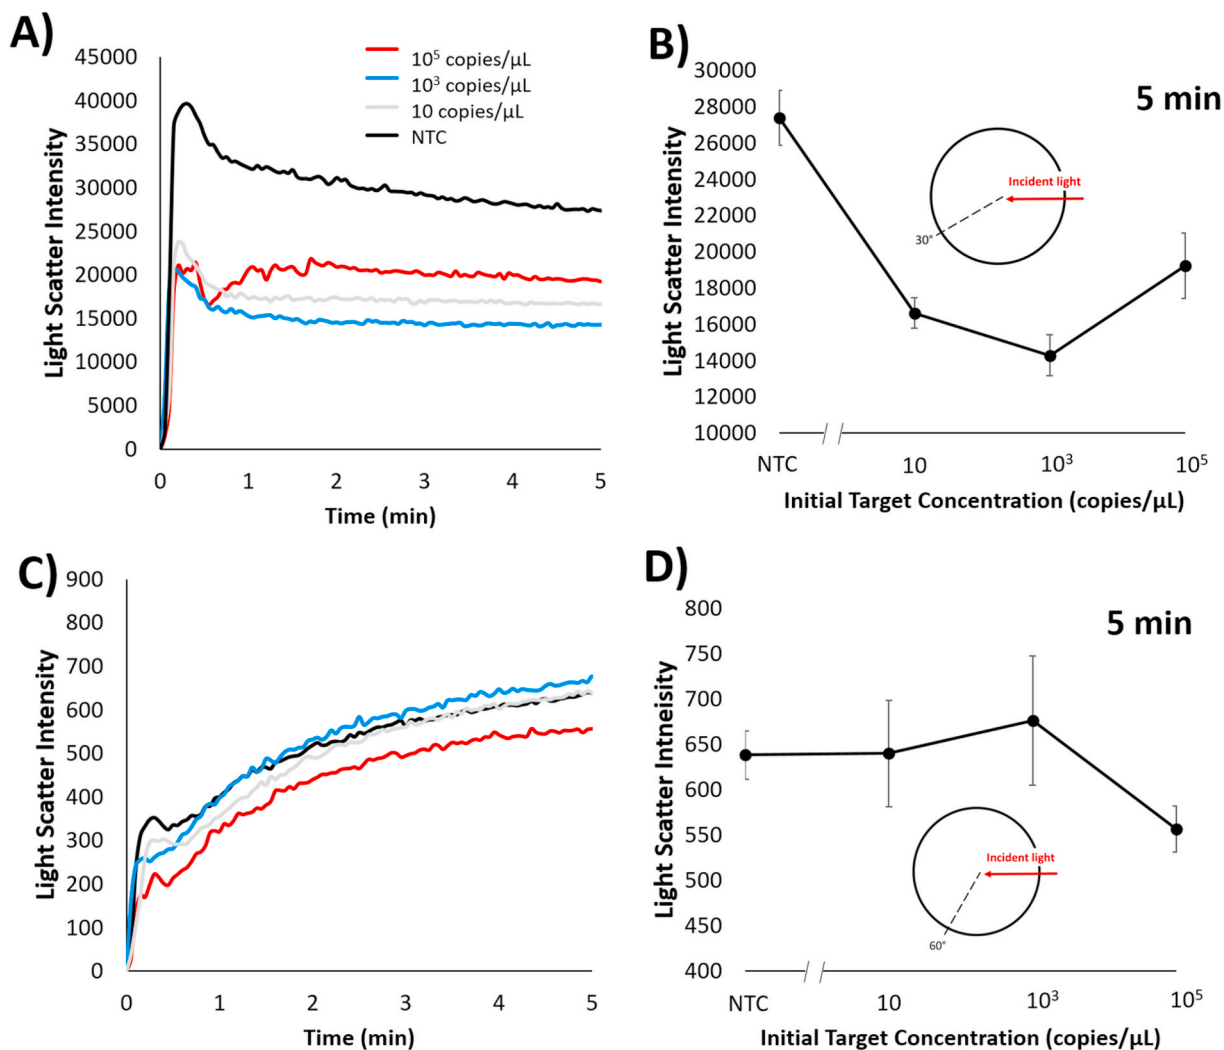 A)
45000
40000
35000
30000
25000
20000
15000
10000
5000
0
Light Scatter Intensity
10⁵ copies/µL
10³ copies/µL
10 copies/µL
NTC
0 1 2 3 4 5
Time (min)
B)
30000
28000
26000
24000
22000
20000
18000
16000
14000
12000
10000
Light Scatter Intensity
5 min
Incident light
30°
NTC 10 10³ 10⁵
Initial Target Concentration (copies/µL)
C)
900
800
700
600
500
400
300
200
100
0
Light Scatter Intensity
0 1 2 3 4 5
Time (min)
D)
800
750
700
650
600
550
500
450
400
Light Scatter Intneisity
5 min
Incident light
60°
NTC 10 10³ 10⁵
Initial Target Concentration (copies/µL)